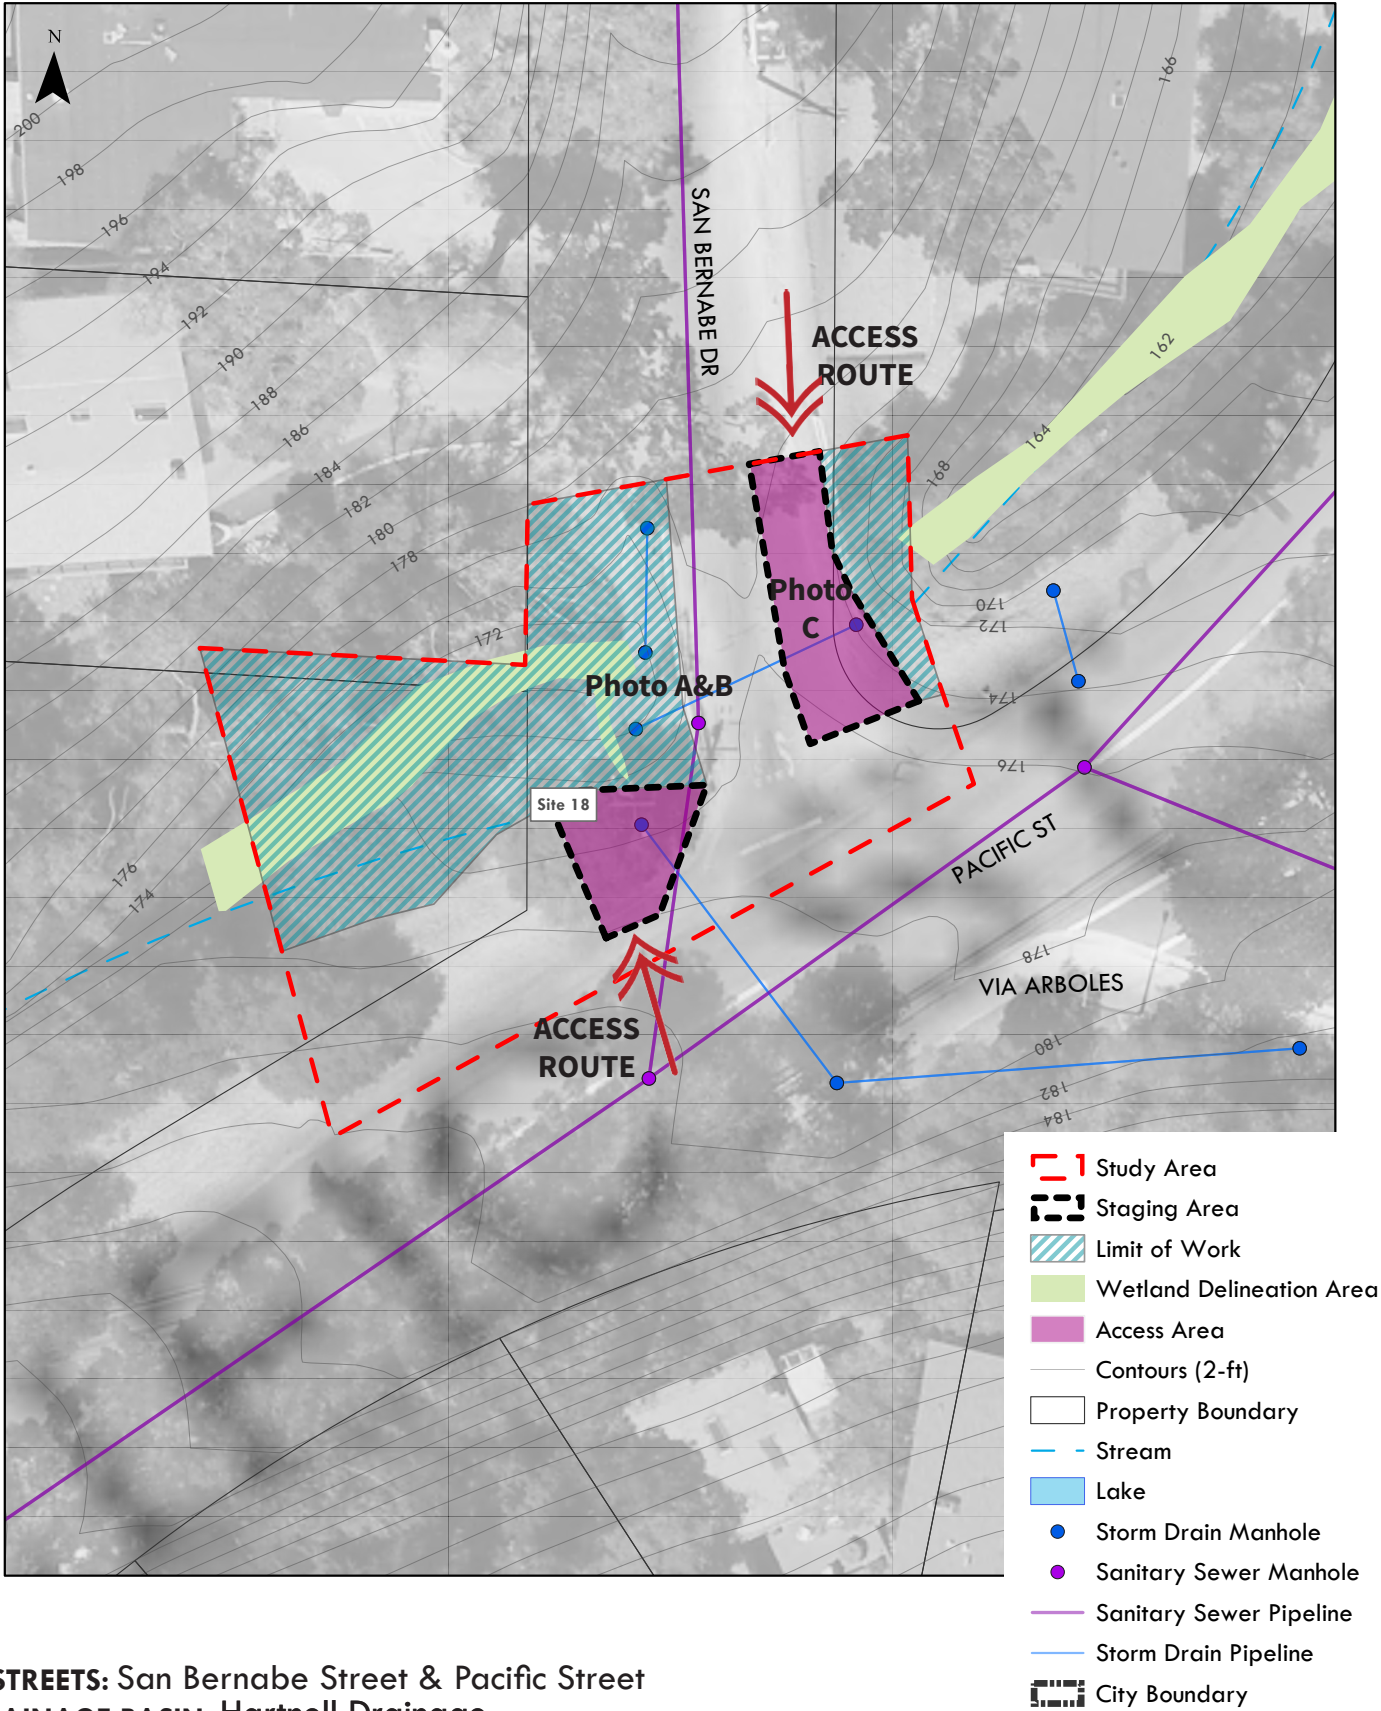 N
166
200
198
196
194
192
190
188
186
184
182
180
178
172
SAN BERNABE DR
ACCESS
ROUTE
162
164
168
170
172
174
176
Photo
C
Photo A&B
Site 18
176
174
PACIFIC ST
178
VIA ARBOLES
180
182
184
ACCESS
ROUTE
Study Area
Staging Area
Limit of Work
Wetland Delineation Area
Access Area
Contours (2-ft)
Property Boundary
Stream
Lake
Storm Drain Manhole
Sanitary Sewer Manhole
Sanitary Sewer Pipeline
Storm Drain Pipeline
City Boundary
STREETS: San Bernabe Street & Pacific Street
AINAGE BASIN: Hartnell Drainage